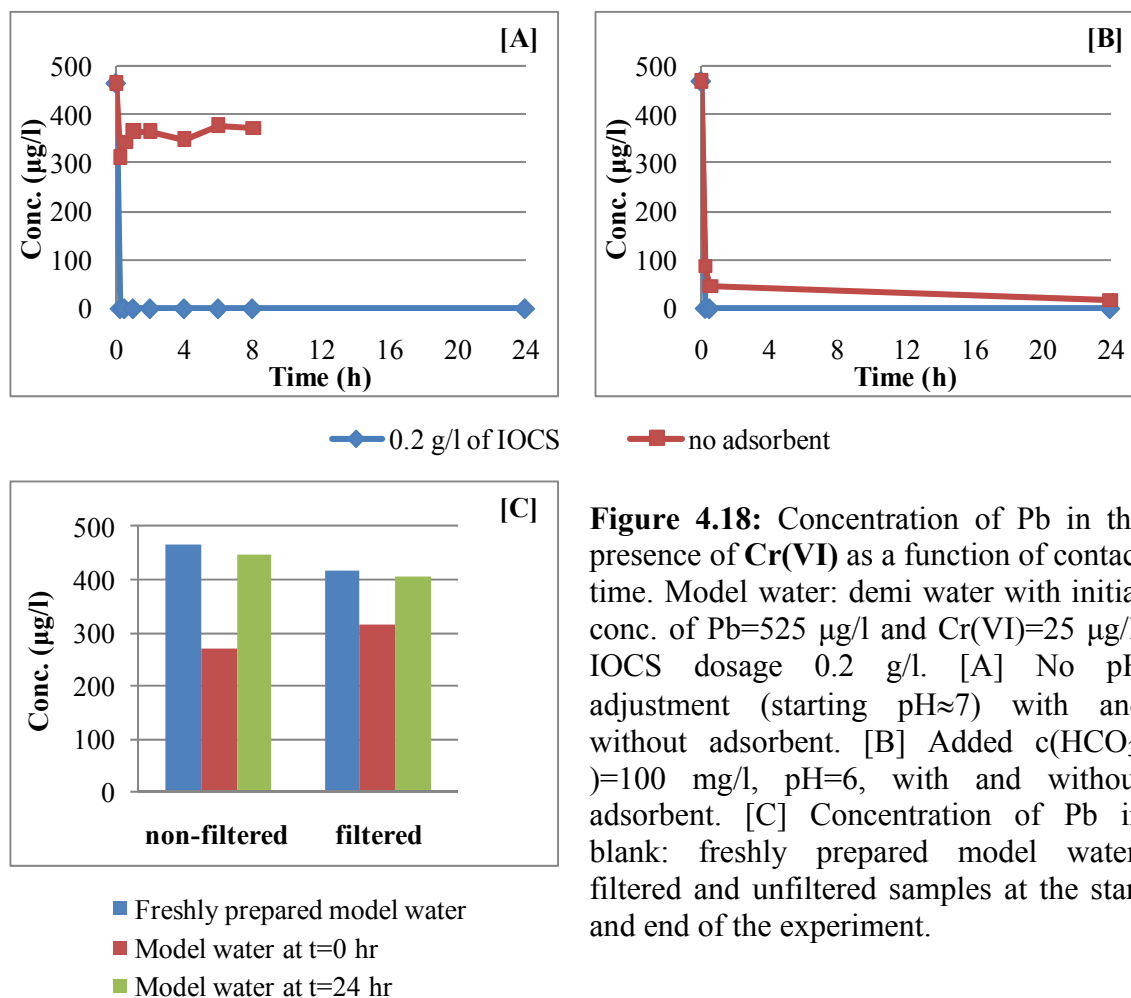 [A]
500
400
300
200
100
0
Conc. (µg/l)
0 4 8 12 16 20 24
Time (h)
[B]
500
400
300
200
100
0
Conc. (µg/l)
0 4 8 12 16 20 24
Time (h)
0.2 g/l of IOCS
no adsorbent
[C]
500
400
300
200
100
0
Conc. (µg/l)
non-filtered filtered
Freshly prepared model water
Model water at t=0 hr
Model water at t=24 hr
Figure 4.18: Concentration of Pb in th
presence of Cr(VI) as a function of contac
time. Model water: demi water with initia
conc. of Pb=525 µg/l and Cr(VI)=25 µg/l
IOCS dosage 0.2 g/l. [A] No pH
adjustment (starting pH≈7) with and
without adsorbent. [B] Added c(HCO3
)=100 mg/l, pH=6, with and withou
adsorbent. [C] Concentration of Pb in
blank: freshly prepared model water
filtered and unfiltered samples at the star
and end of the experiment.